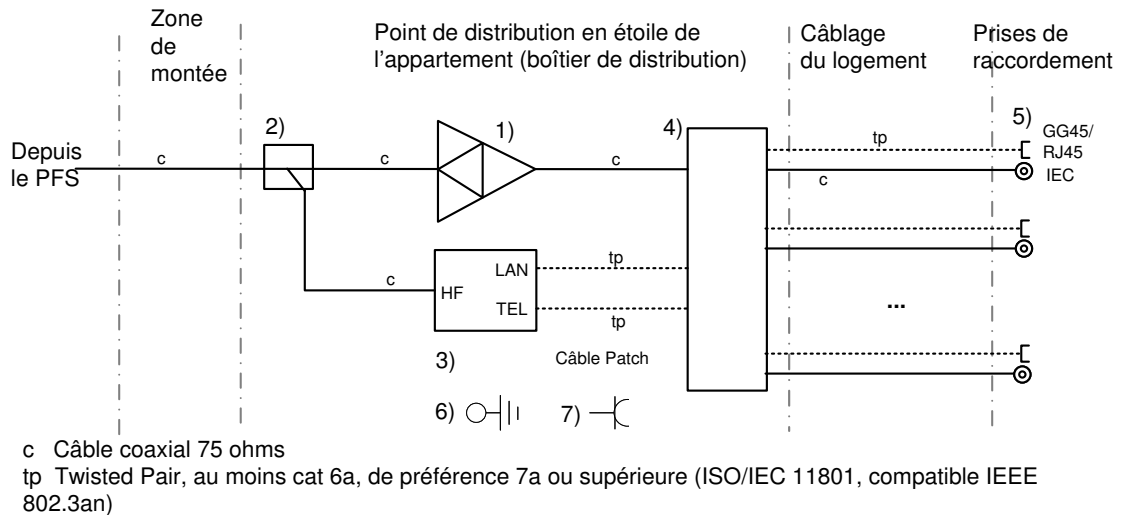 Zone
de
montée
Point de distribution en étoile de
l'appartement (boîtier de distribution)
Câblage
du logement
Prises de
raccordement
Depuis
le PFS
c
2)
c
1)
c
4)
tp
c
5)
GG45/
RJ45
IEC
c
HF
LAN
TEL
tp
tp
...
3)
Câble Patch
6)
7)
c Câble coaxial 75 ohms
tp Twisted Pair, au moins cat 6a, de préférence 7a ou supérieure (ISO/IEC 11801, compatible IEEE
802.3an)